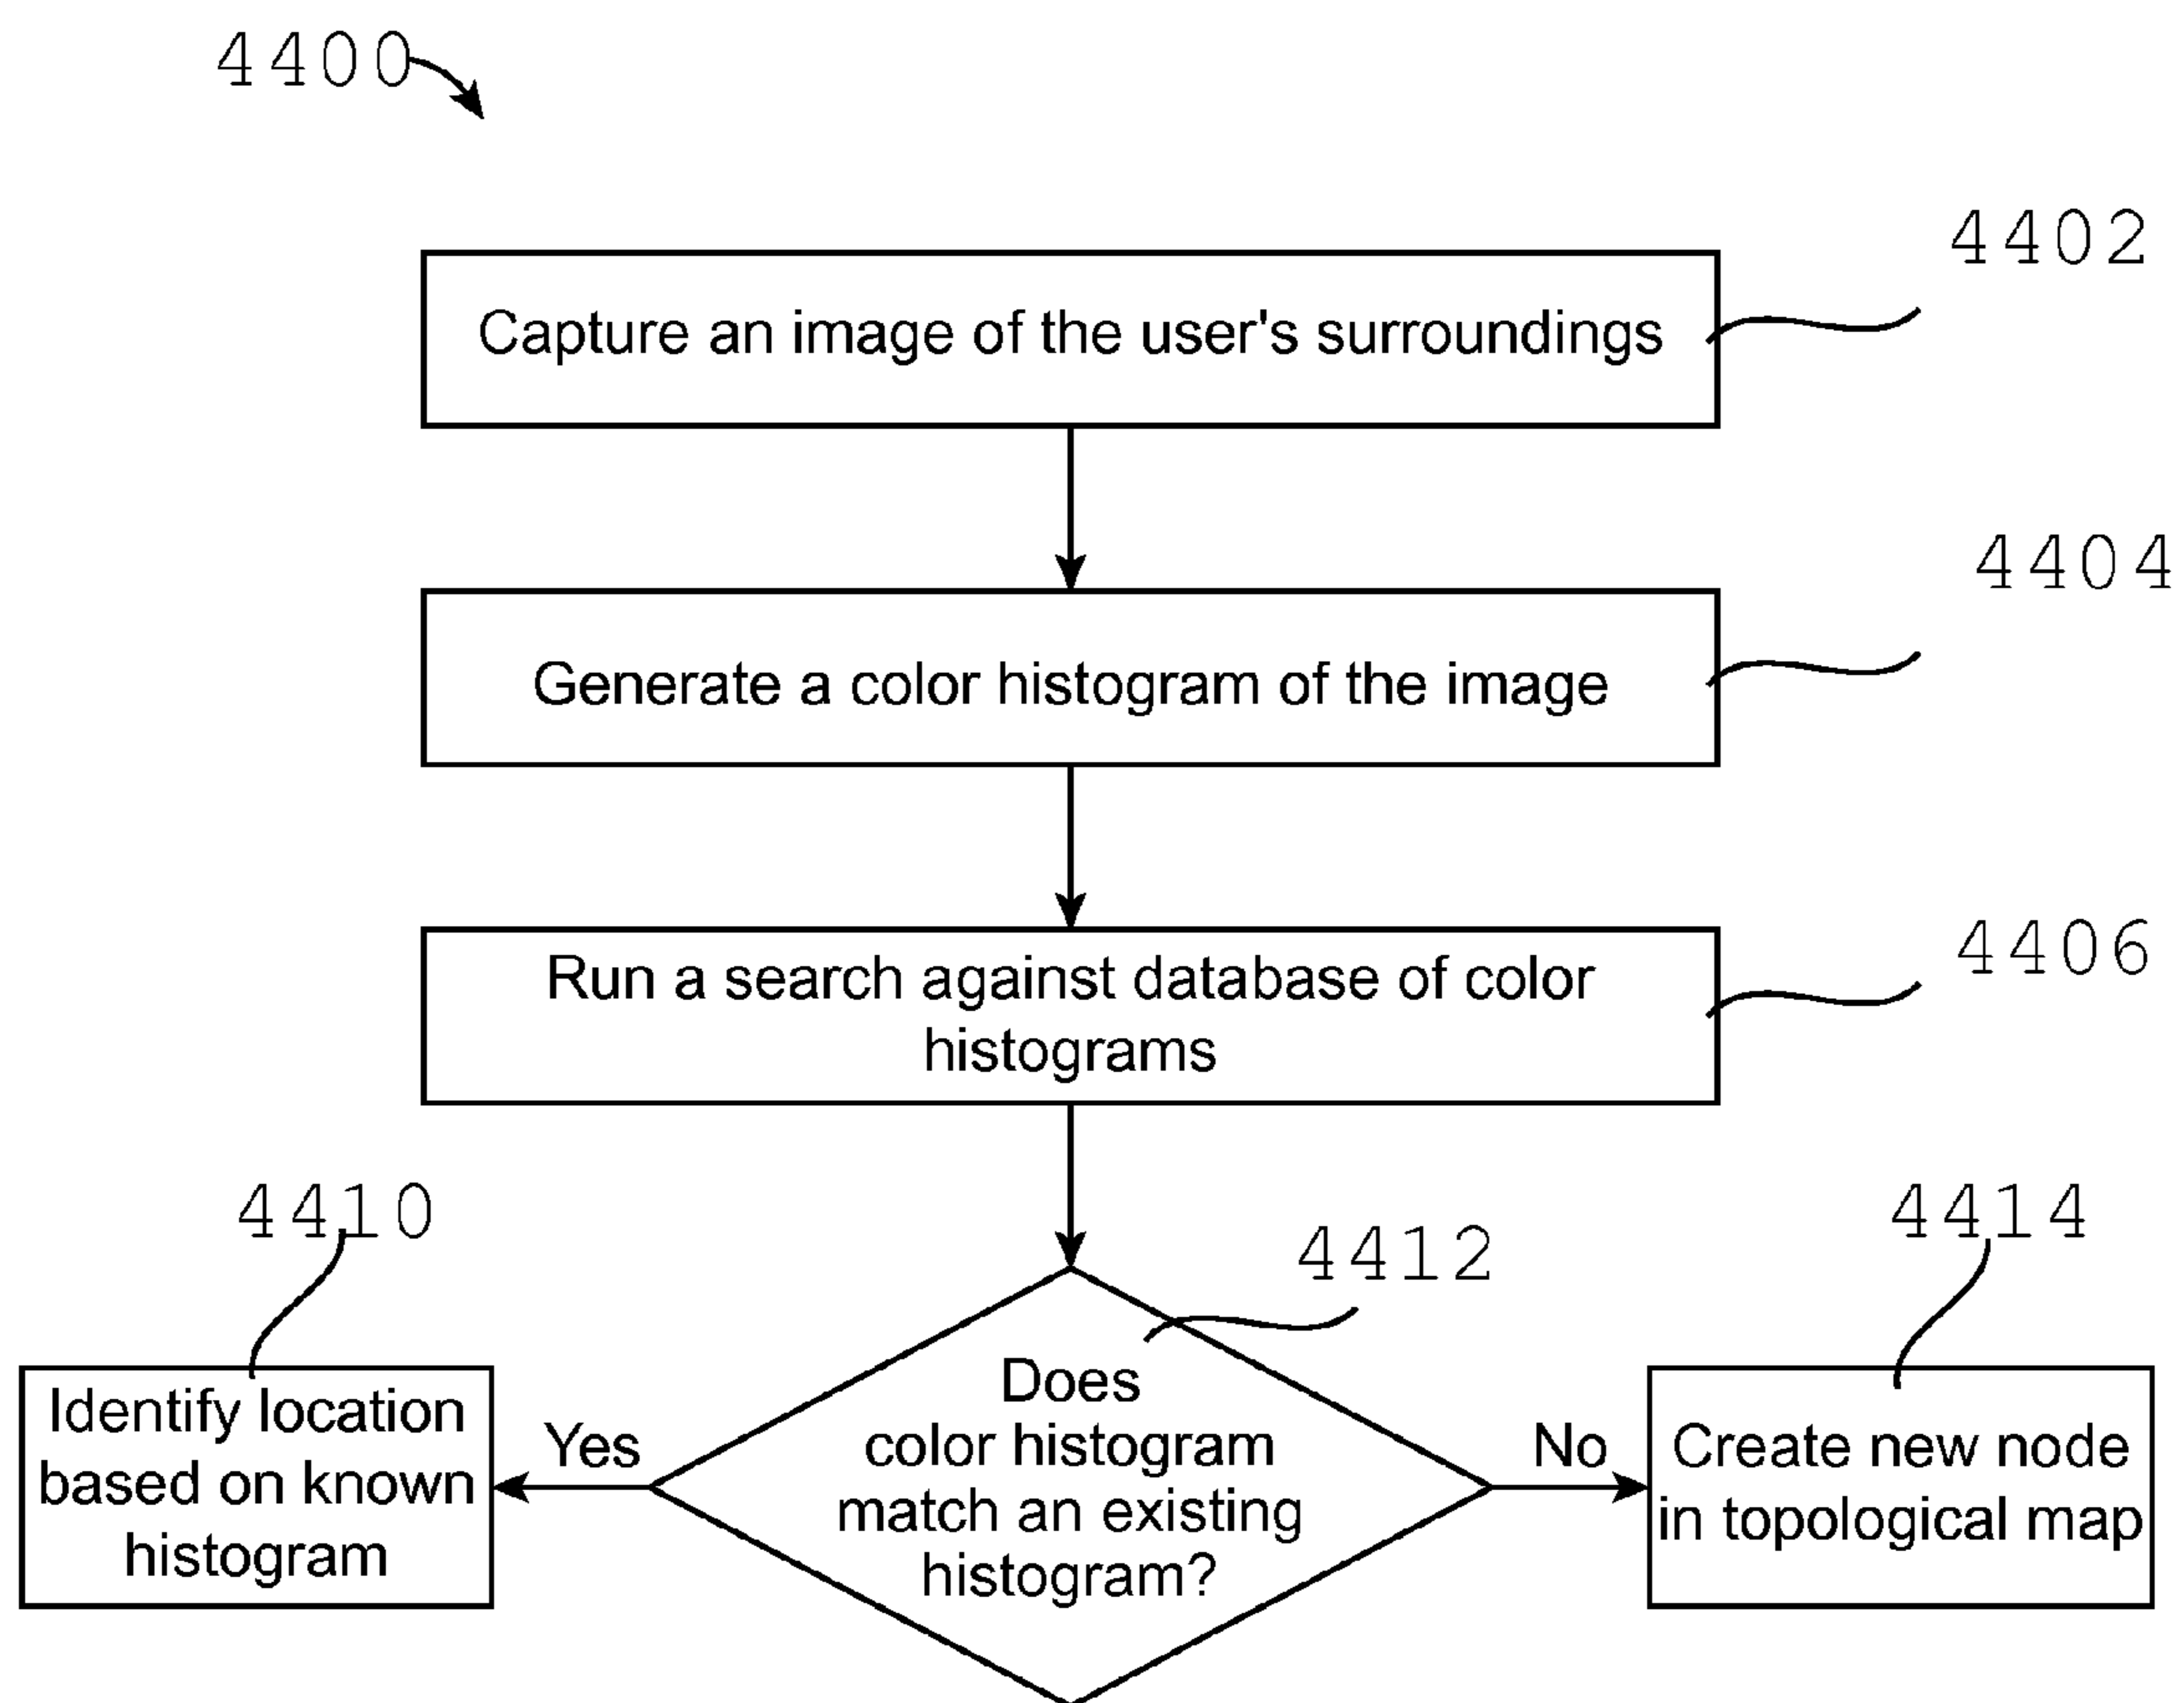 4400
4402
Capture an image of the user's surroundings
4404
Generate a color histogram of the image
4406
Run a search against database of color
histograms
4410
4412
4414
Identify location
based on known
histogram
Yes
Does
color histogram
match an existing
histogram?
No
Create new node
in topological map